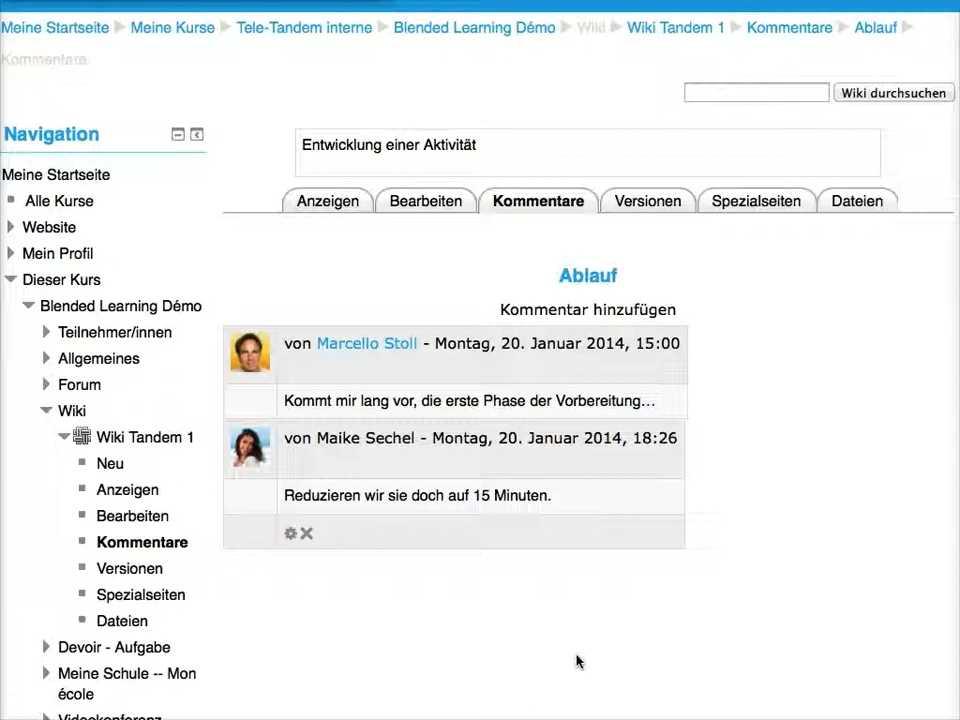 Meine Startseite Meine Kurse Tele-Tandem interne Blended Learning Démo Wiki Wiki Tandem 1 Kommentare Ablauf
Kommentare
Wiki durchsuchen
Navigation
Meine Startseite
Alle Kurse
Website
Mein Profil
Dieser Kurs
Blended Learning Démo
Teilnehmer/innen
Allgemeines
Forum
Wiki
Wiki Tandem 1
Neu
Anzeigen
Bearbeiten
Kommentare
Versionen
Spezialseiten
Dateien
Devoir - Aufgabe
Meine Schule -- Mon
école
Videokonferenz
Entwicklung einer Aktivität
Anzeigen Bearbeiten Kommentare Versionen Spezialseiten Dateien
Ablauf
Kommentar hinzufügen
von Marcello Stoll - Montag, 20. Januar 2014, 15:00
Kommt mir lang vor, die erste Phase der Vorbereitung...
von Maike Sechel - Montag, 20. Januar 2014, 18:26
Reduzieren wir sie doch auf 15 Minuten.